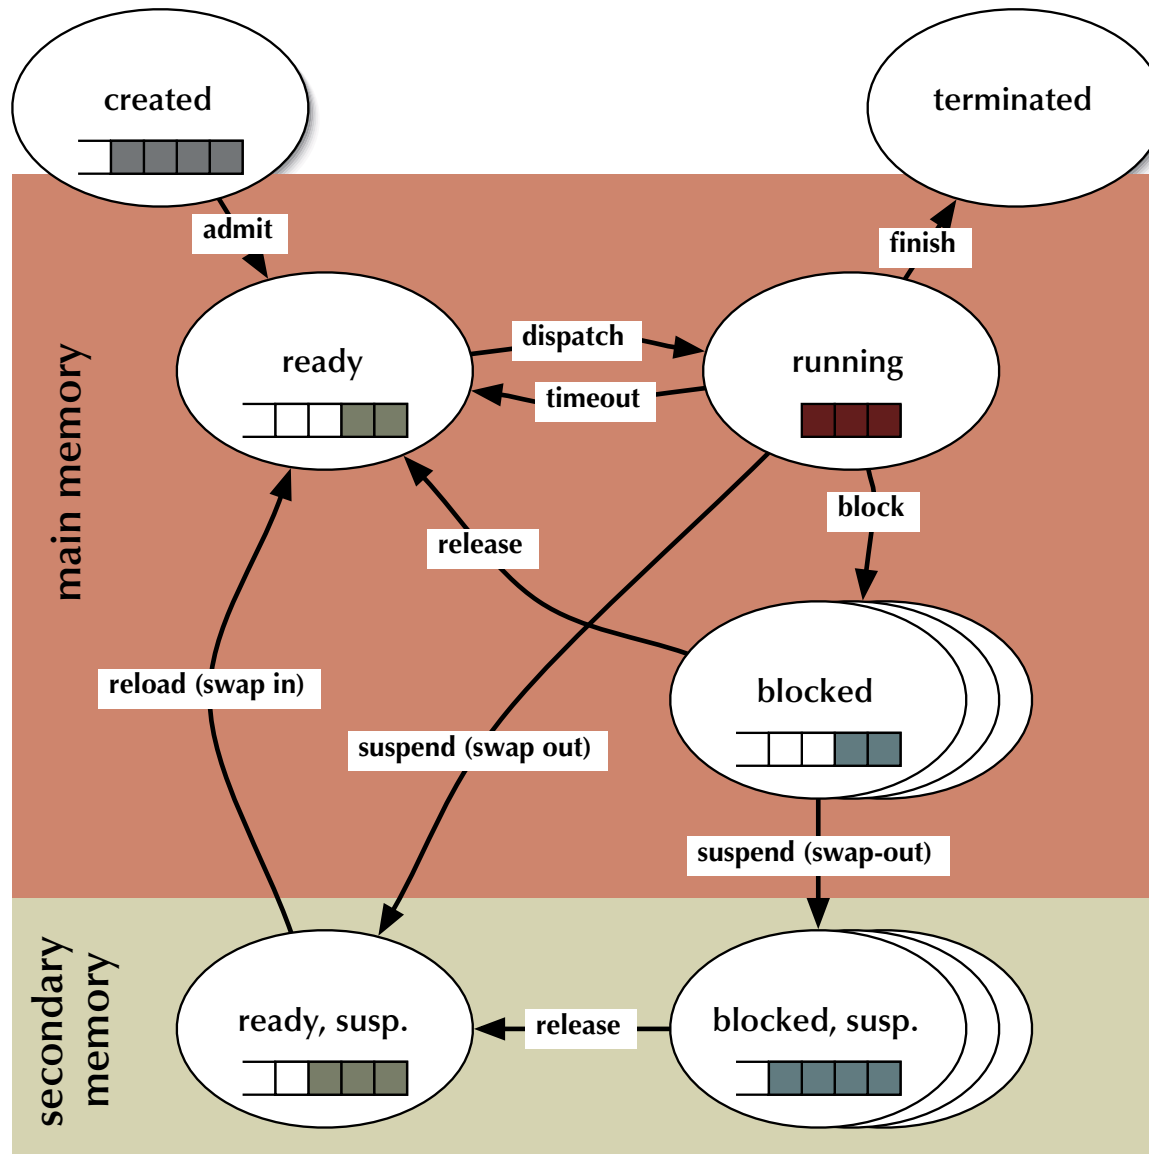 created
terminated
admit
finish
ready
dispatch
running
timeout
main memory
block
release
reload (swap in)
blocked
suspend (swap out)
suspend (swap-out)
secondary
memory
ready, susp.
release
blocked, susp.